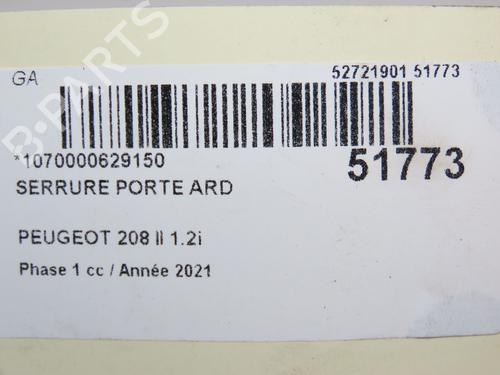 GA
52721901 51773
B-PARTS
*1070000629150
51773
SERRURE PORTE ARD
PEUGEOT 208 II 1.2i
Phase 1 cc / Année 2021